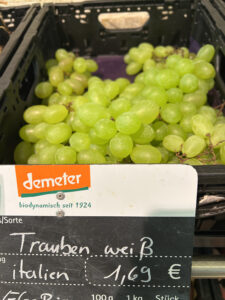 demeter
biodynamisch seit 1924
/Sorte
Trauben weiß
italien 1,69 €
100 g 1 kg Stück